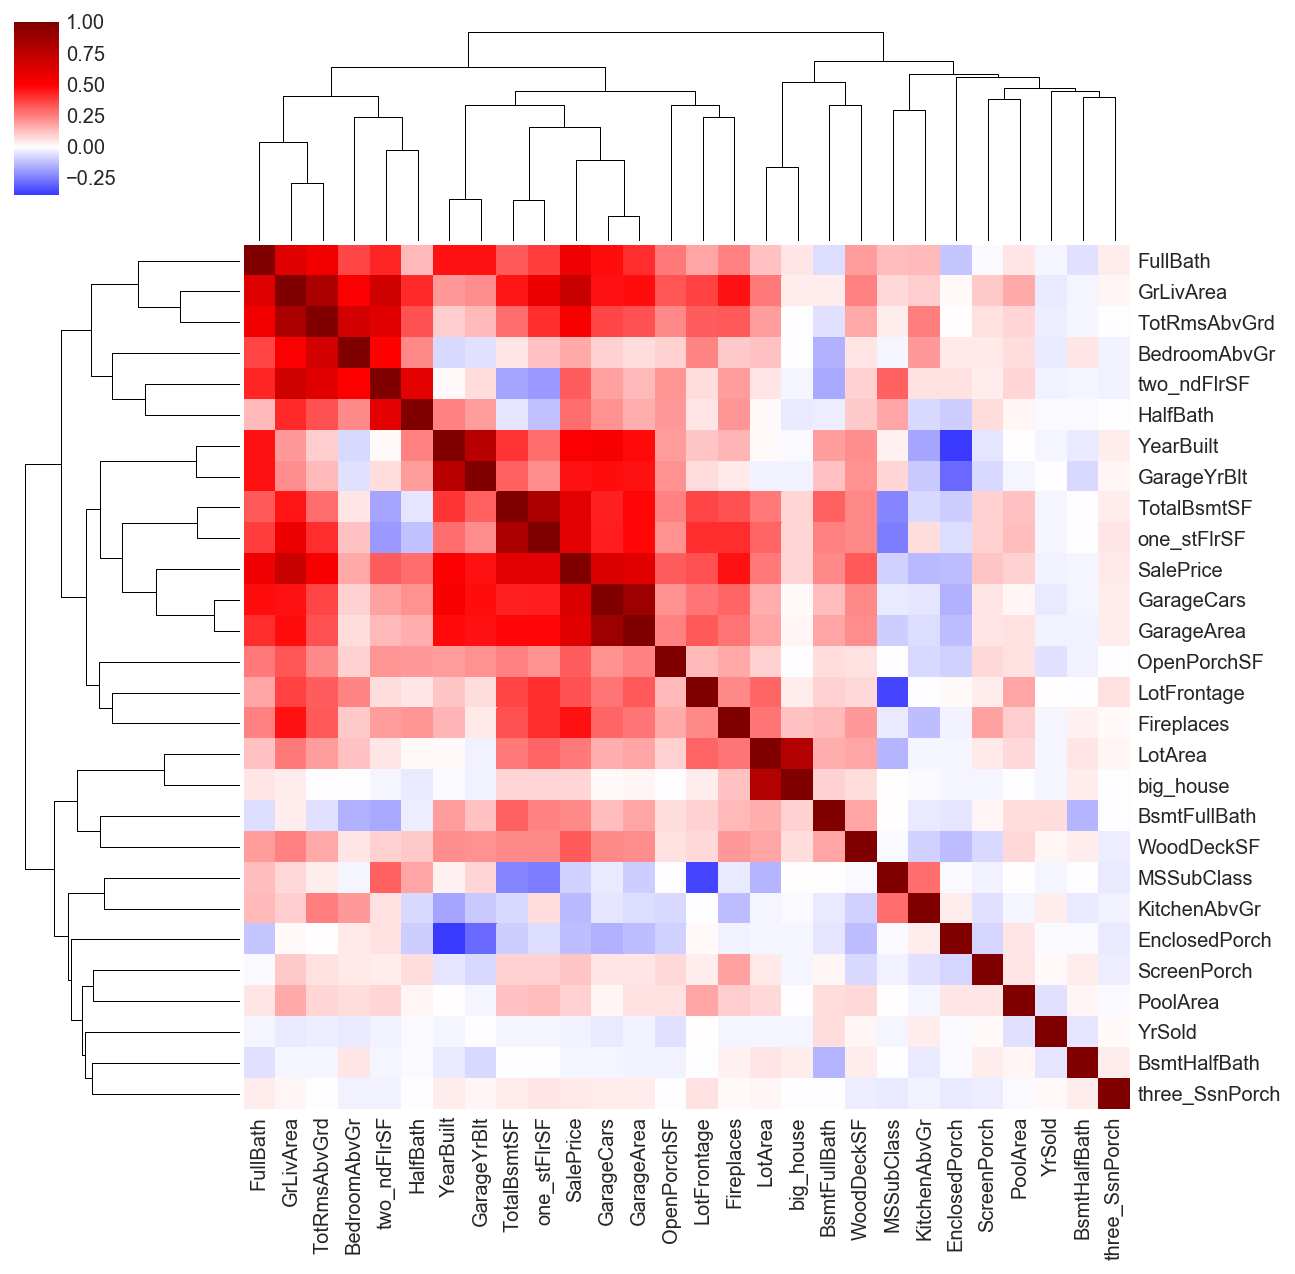 1.00
0.75
0.50
0.25
0.00
−0.25
FullBath
GrLivArea
TotRmsAbvGrd
BedroomAbvGr
two_ndFlrSF
HalfBath
YearBuilt
GarageYrBlt
TotalBsmtSF
one_stFlrSF
SalePrice
GarageCars
GarageArea
OpenPorchSF
LotFrontage
Fireplaces
LotArea
big_house
BsmtFullBath
WoodDeckSF
MSSubClass
KitchenAbvGr
EnclosedPorch
ScreenPorch
PoolArea
YrSold
BsmtHalfBath
three_SsnPorch
FullBath
GrLivArea
TotRmsAbvGrd
BedroomAbvGr
two_ndFlrSF
HalfBath
YearBuilt
GarageYrBlt
TotalBsmtSF
one_stFlrSF
SalePrice
GarageCars
GarageArea
OpenPorchSF
LotFrontage
Fireplaces
LotArea
big_house
BsmtFullBath
WoodDeckSF
MSSubClass
KitchenAbvGr
EnclosedPorch
ScreenPorch
PoolArea
YrSold
BsmtHalfBath
three_SsnPorch